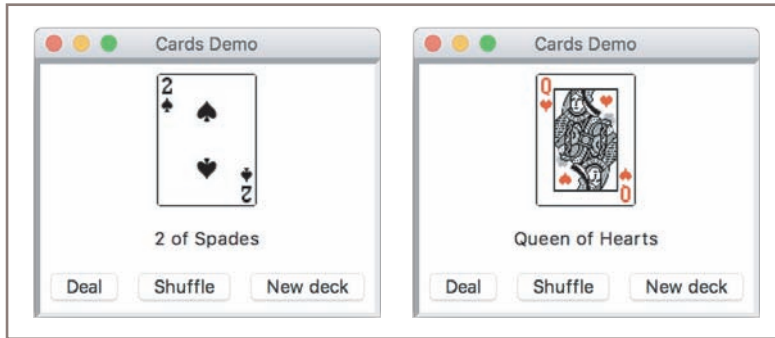 Cards Demo
2
2
2 of Spades
Deal Shuffle New deck
Cards Demo
Q
Q
Queen of Hearts
Deal Shuffle New deck